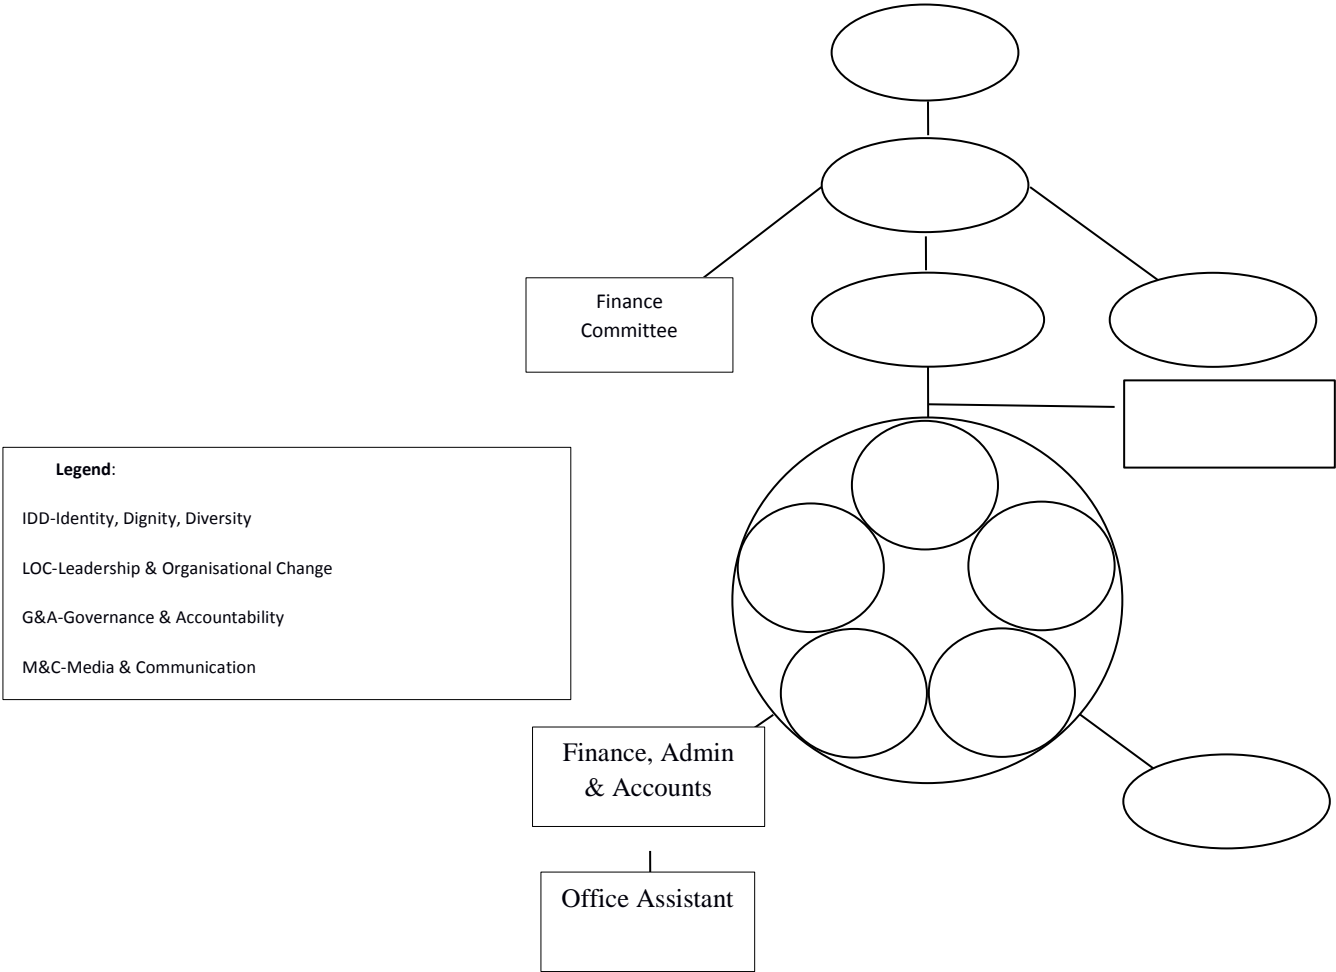 Finance
Committee
Legend:
IDD-Identity, Dignity, Diversity
LOC-Leadership & Organisational Change
G&A-Governance & Accountability
M&C-Media & Communication
Finance, Admin
& Accounts
Office Assistant